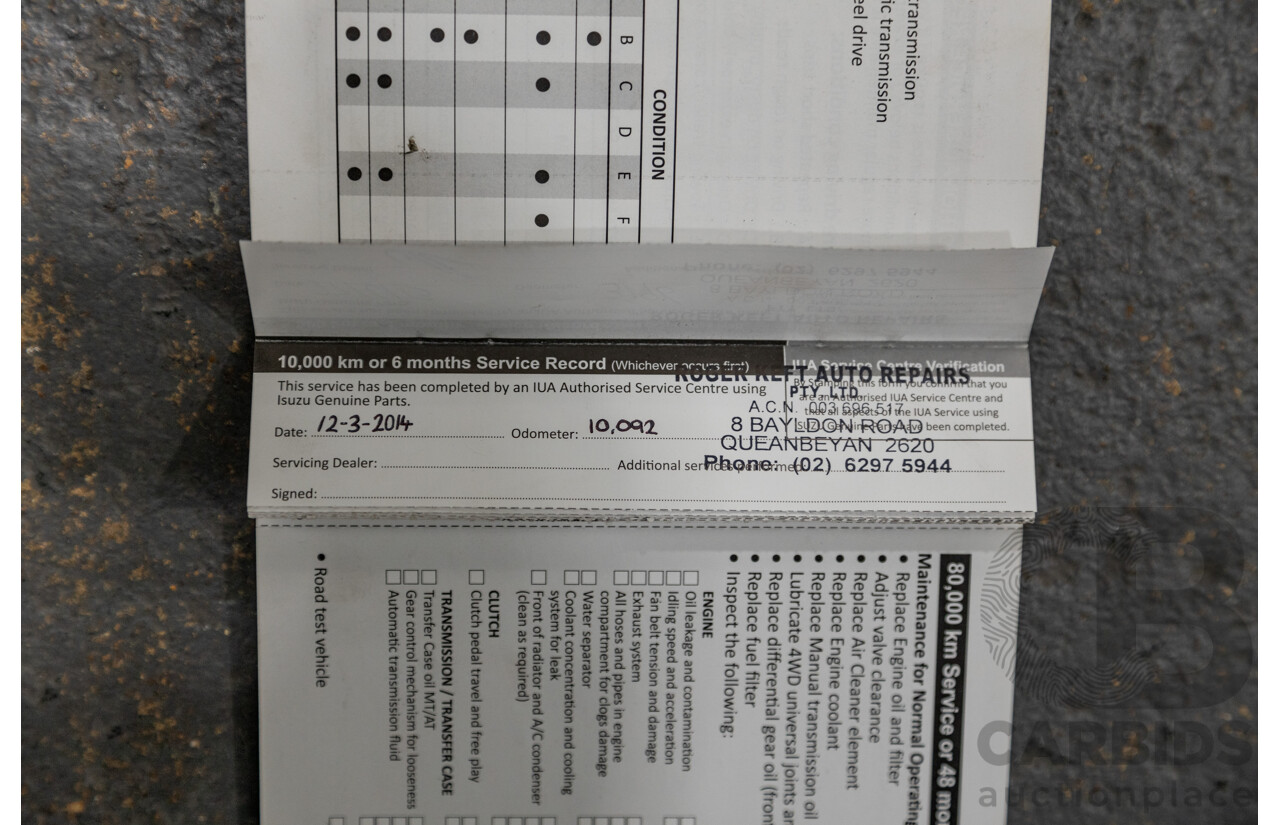 ransmission
ic transmission
eel drive
CONDITION
B
C
D
E
F
10,000 km or 6 months Service Record (Whichever occurs first)
IUA Service Centre Verification
This service has been completed by an IUA Authorised Service Centre using
Isuzu Genuine Parts.
By Stamping this form you confirm that you
are an Authorised IUA Service Centre and
that all aspects of the IUA Service using
ISUZU Genuine Parts have been completed.
ROGER KEFT AUTO REPAIRS
PTY LTD
A.C.N. 003 696 517
8 BAYLDON ROAD
QUEANBEYAN 2620
Phone: (02) 6297 5944
Date: 12-3-2014 Odometer: 10,092
Servicing Dealer: Additional services performed
Signed:
80,000 km Service or 48 mo
Maintenance for Normal Operating
• Replace Engine oil and filter
• Adjust valve clearance
• Replace Air Cleaner element
• Replace Engine coolant
• Replace Manual transmission oil
• Lubricate 4WD universal joints an
• Replace differential gear oil (front
• Replace fuel filter
• Inspect the following:
ENGINE
Oil leakage and contamination
Idling speed and acceleration
Fan belt tension and damage
Exhaust system
All hoses and pipes in engine
compartment for clogs damage
Water separator
Coolant concentration and cooling
system for leak
Front of radiator and A/C condenser
(clean as required)
CLUTCH
Clutch pedal travel and free play
TRANSMISSION / TRANSFER CASE
Transfer Case oil MT/AT
Gear control mechanism for looseness
Automatic transmission fluid
• Road test vehicle
CARBIDS
auctionplace